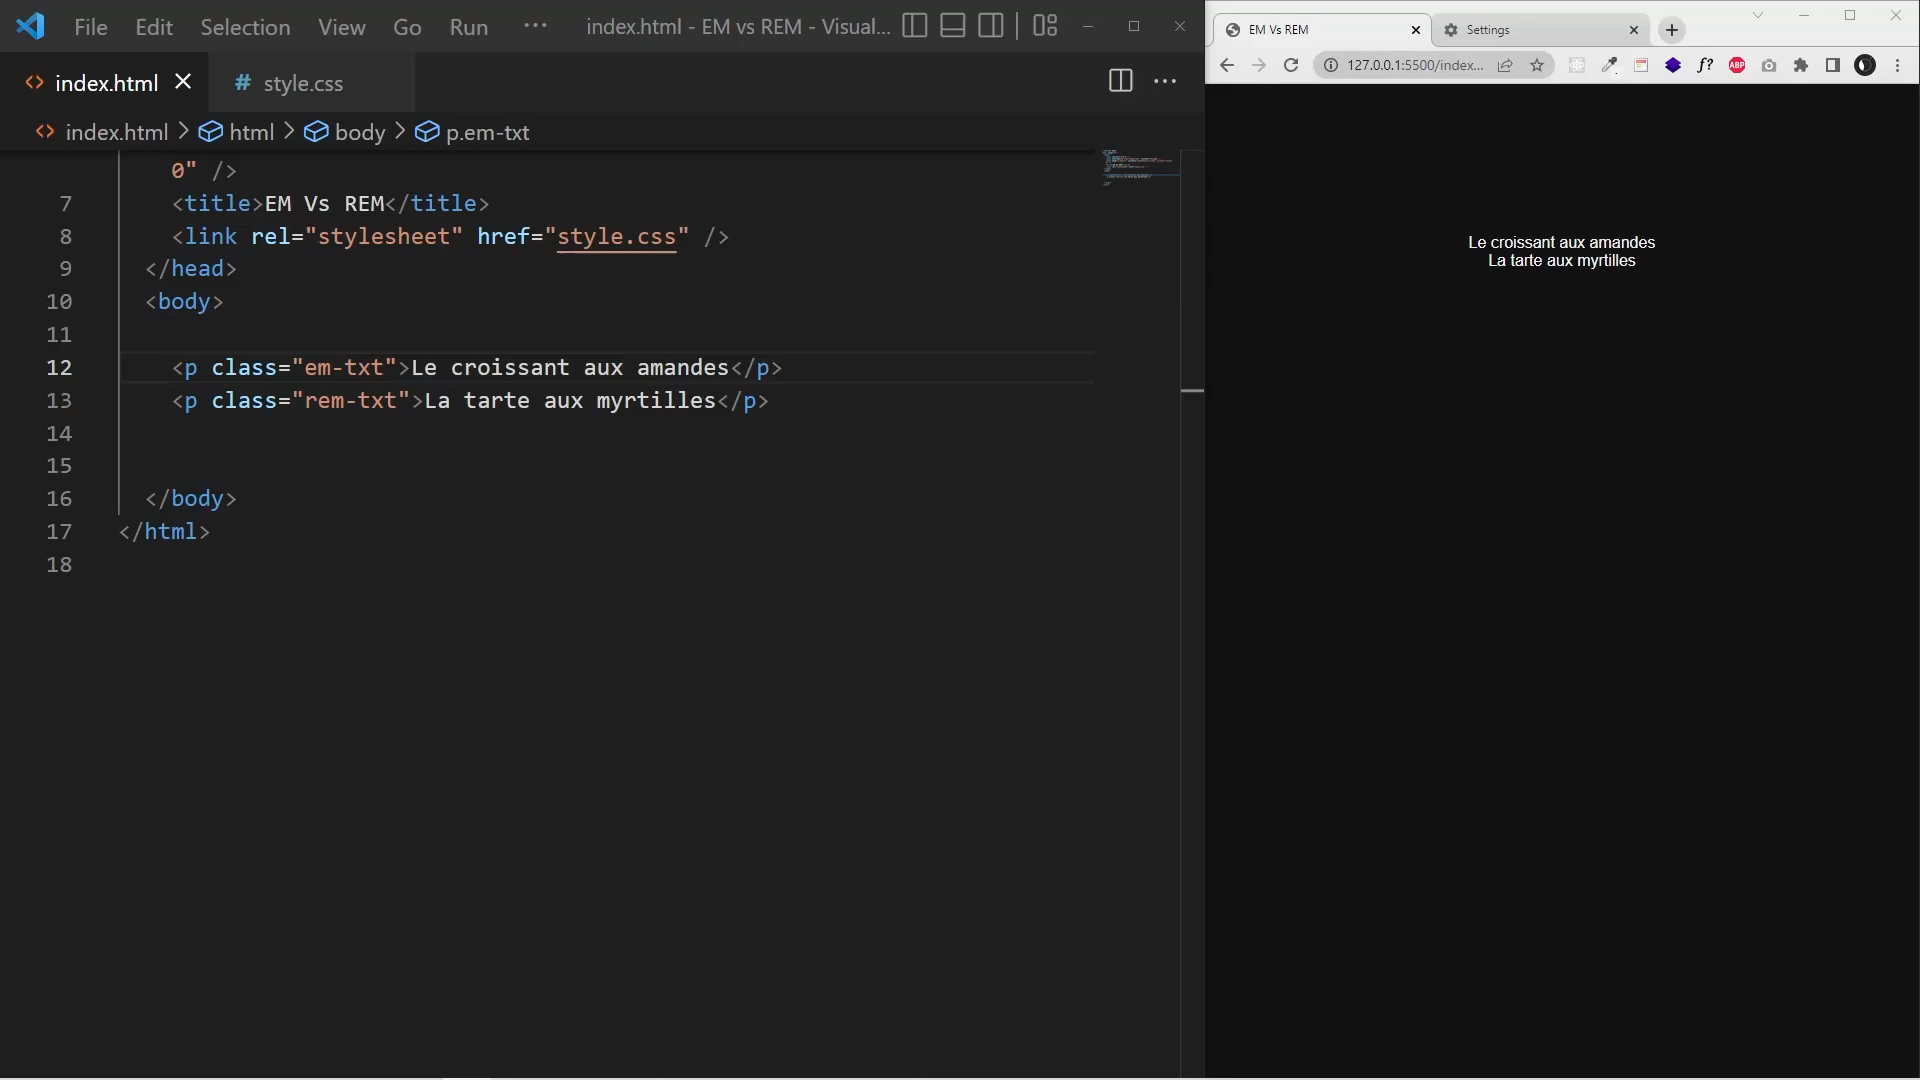 File Edit Selection View Go Run ··· index.html - EM vs REM - Visual...
index.html # style.css
index.html > html > body > p.em-txt
0" />
7 <title>EM Vs REM</title>
8 <link rel="stylesheet" href="style.css" />
9 </head>
10 <body>
11
12 <p class="em-txt">Le croissant aux amandes</p>
13 <p class="rem-txt">La tarte aux myrtilles</p>
14
15
16 </body>
17 </html>
18
EM Vs REM Settings
127.0.0.1:5500/index... f? ABP
Le croissant aux amandes
La tarte aux myrtilles